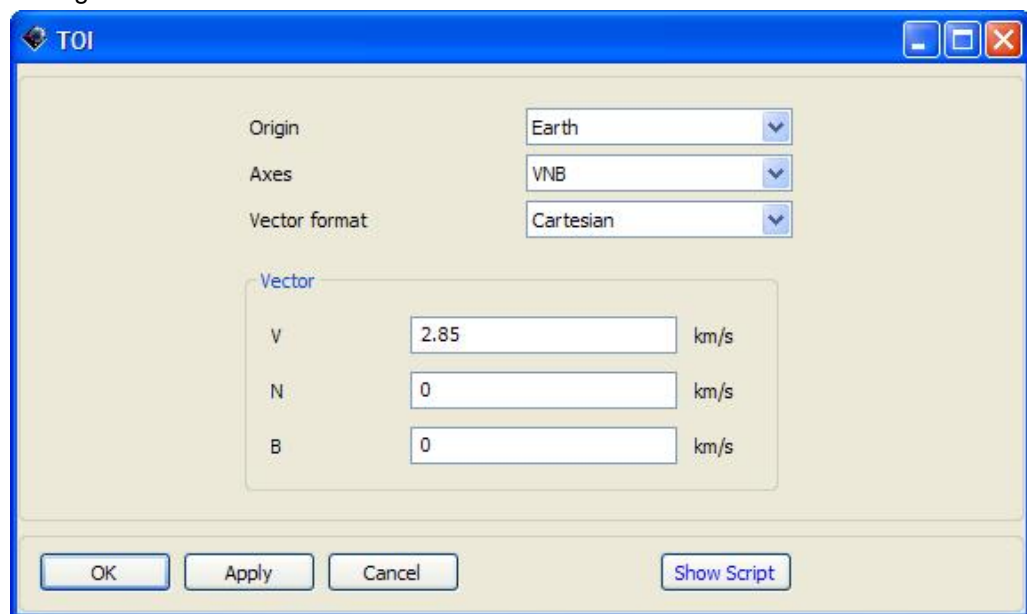 TOI
Origin Earth
Axes VNB
Vector format Cartesian
Vector
V 2.85 km/s
N 0 km/s
B 0 km/s
OK Apply Cancel Show Script